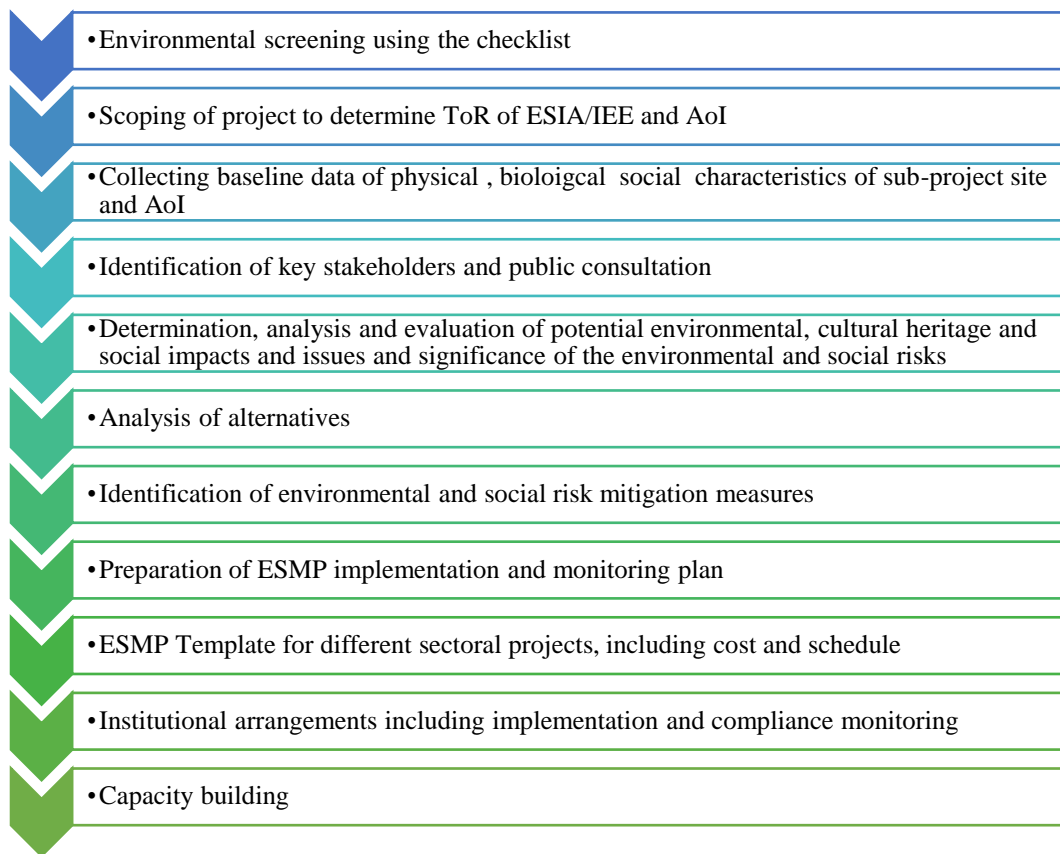 •Environmental screening using the checklist
•Scoping of project to determine ToR of ESIA/IEE and AoI
•Collecting baseline data of physical , bioloigcal social characteristics of sub-project site
and AoI
•Identification of key stakeholders and public consultation
•Determination, analysis and evaluation of potential environmental, cultural heritage and
social impacts and issues and significance of the environmental and social risks
•Analysis of alternatives
•Identification of environmental and social risk mitigation measures
•Preparation of ESMP implementation and monitoring plan
•ESMP Template for different sectoral projects, including cost and schedule
•Institutional arrangements including implementation and compliance monitoring
•Capacity building